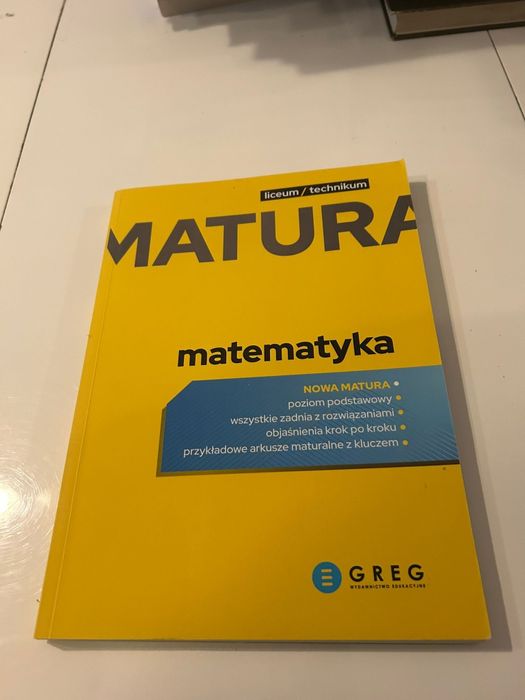 liceum / technikum
MATURA
matematyka
NOWA MATURA •
poziom podstawowy •
wszystkie zadnia z rozwiązaniami •
objaśnienia krok po kroku •
przykładowe arkusze maturalne z kluczem •
GREG
WYDAWNICTWO EDUKACYJNE